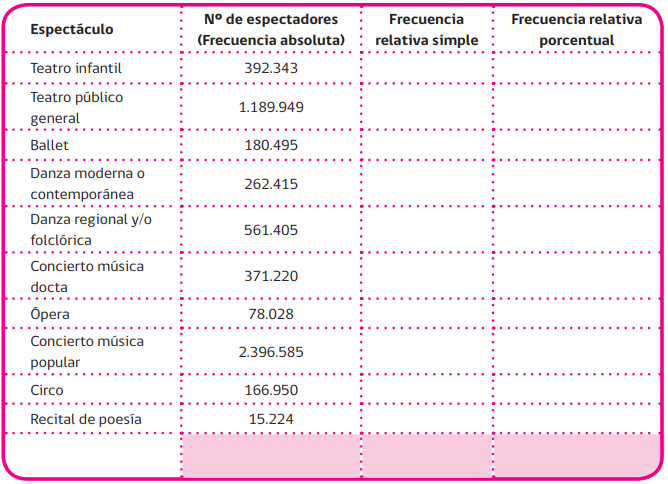 Espectáculo
Nº de espectadores
(Frecuencia absoluta)
Frecuencia
relativa simple
Frecuencia relativa
porcentual
Teatro infantil
392.343
Teatro público
general
1.189.949
Ballet
180.495
Danza moderna o
contemporánea
262.415
Danza regional y/o
folclórica
561.405
Concierto música
docta
371.220
Ópera
78.028
Concierto música
popular
2.396.585
Circo
166.950
Recital de poesía
15.224